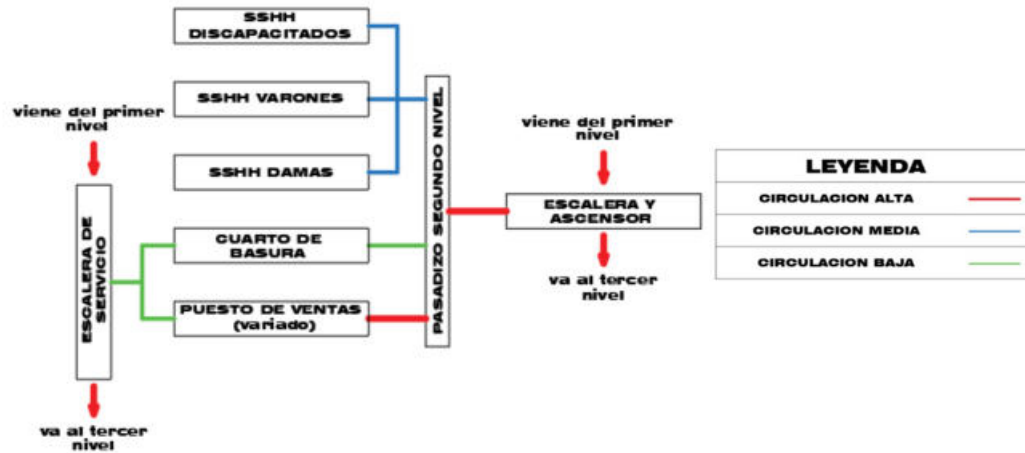 SSHH
DISCAPACITADOS
SSHH VARONES
SSHH DAMAS
viene del primer
nivel
ESCALERA DE
SERVICIO
va al tercer
nivel
CUARTO DE
BASURA
PUESTO DE VENTAS
(variado)
PASADIZO SEGUNDO NIVEL
viene del primer
nivel
ESCALERA Y
ASCENSOR
va al tercer
nivel
LEYENDA
CIRCULACION ALTA
CIRCULACION MEDIA
CIRCULACION BAJA